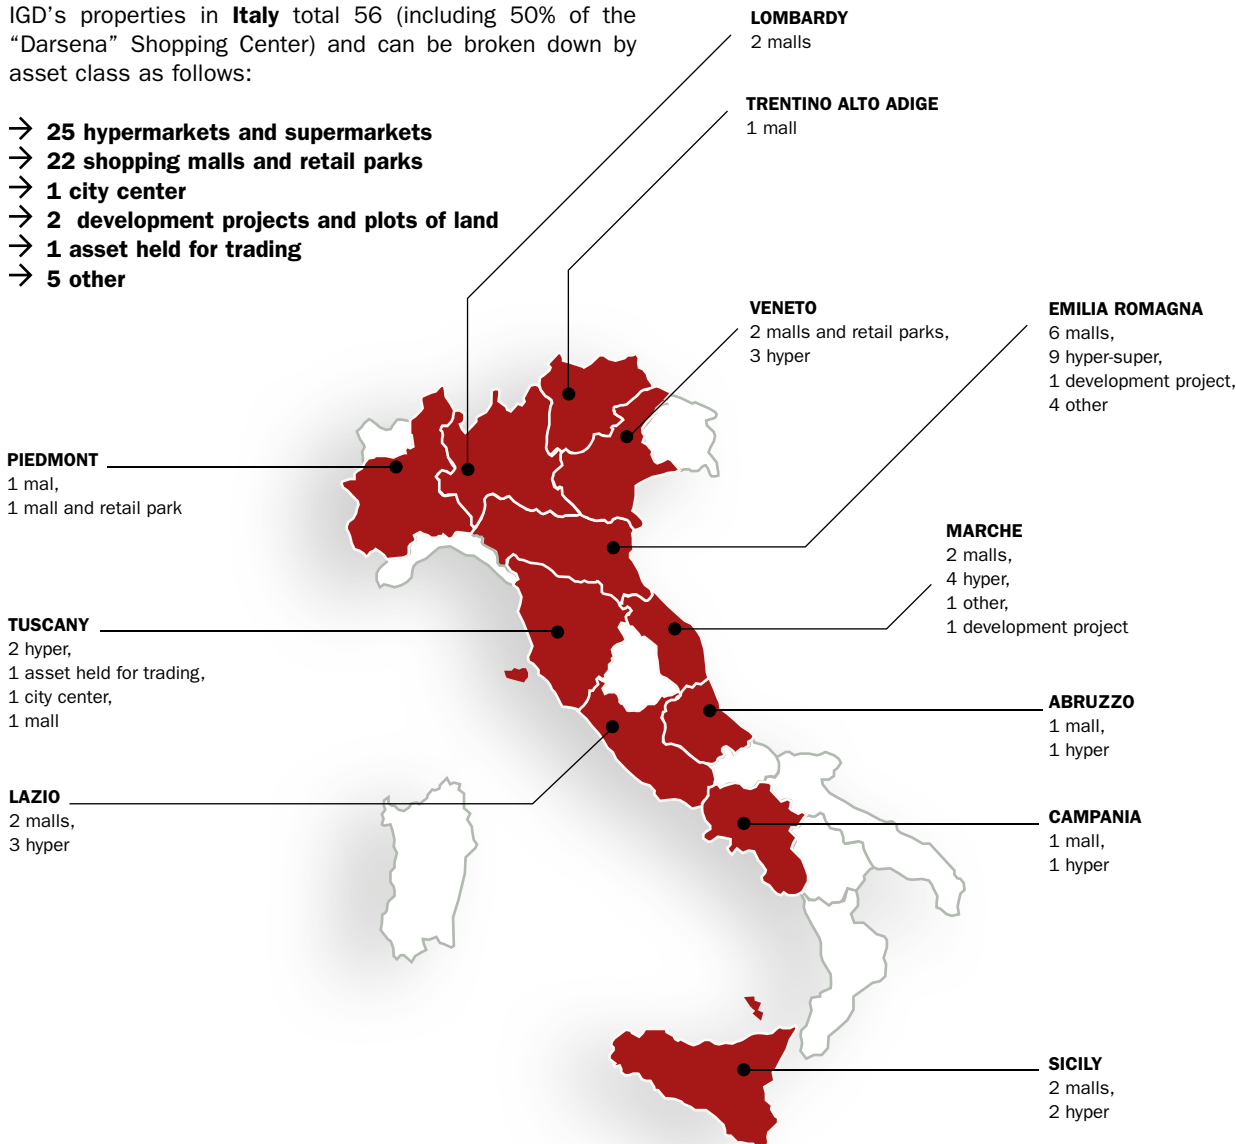 IGD’s properties in Italy total 56 (including 50% of the
“Darsena” Shopping Center) and can be broken down by
asset class as follows:
→ 25 hypermarkets and supermarkets
→ 22 shopping malls and retail parks
→ 1 city center
→ 2 development projects and plots of land
→ 1 asset held for trading
→ 5 other
LOMBARDY
2 malls
TRENTINO ALTO ADIGE
1 mall
VENETO
2 malls and retail parks,
3 hyper
EMILIA ROMAGNA
6 malls,
9 hyper-super,
1 development project,
4 other
PIEDMONT
1 mal,
1 mall and retail park
MARCHE
2 malls,
4 hyper,
1 other,
1 development project
TUSCANY
2 hyper,
1 asset held for trading,
1 city center,
1 mall
ABRUZZO
1 mall,
1 hyper
LAZIO
2 malls,
3 hyper
CAMPANIA
1 mall,
1 hyper
SICILY
2 malls,
2 hyper